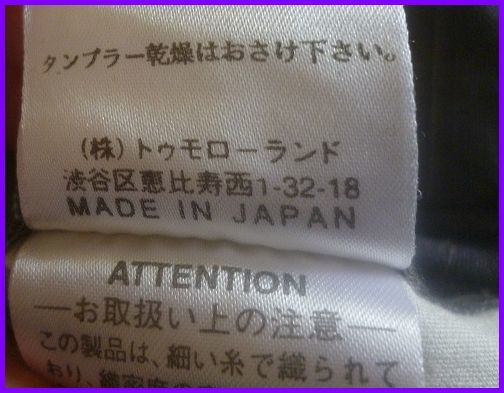 タンブラー乾燥はおさけ下さい。
(株)トゥモローランド
渋谷区恵比寿西1-32-18
MADE IN JAPAN
ATTENTION
お取扱い上の注意
この製品は、細い糸で織られて
おり、